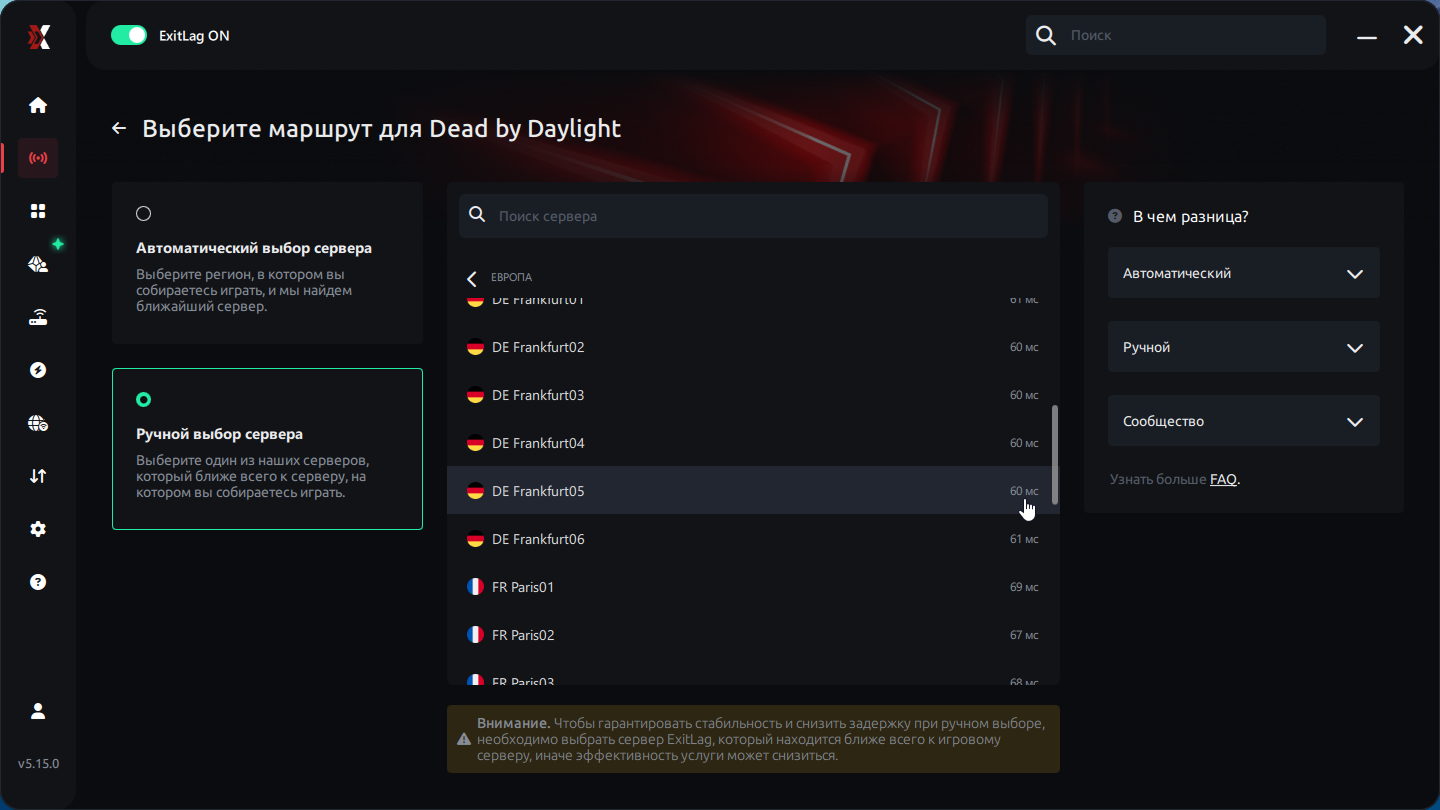 ExitLag ON
Поиск
Выберите маршрут для Dead by Daylight
Автоматический выбор сервера
Выберите регион, в котором вы
собираетесь играть, и мы найдем
ближайший сервер.
Ручной выбор сервера
Выберите один из наших серверов,
который ближе всего к серверу, на
котором вы собираетесь играть.
Поиск сервера
ЕВРОПА
DE Frankfurt01 61 мс
DE Frankfurt02 60 мс
DE Frankfurt03 60 мс
DE Frankfurt04 60 мс
DE Frankfurt05 60 мс
DE Frankfurt06 61 мс
FR Paris01 69 мс
FR Paris02 67 мс
FR Paris03 68 мс
Внимание. Чтобы гарантировать стабильность и снизить задержку при ручном выборе,
необходимо выбрать сервер ExitLag, который находится ближе всего к игровому
серверу, иначе эффективность услуги может снизиться.
В чем разница?
Автоматический
Ручной
Сообщество
Узнать больше FAQ.
v5.15.0